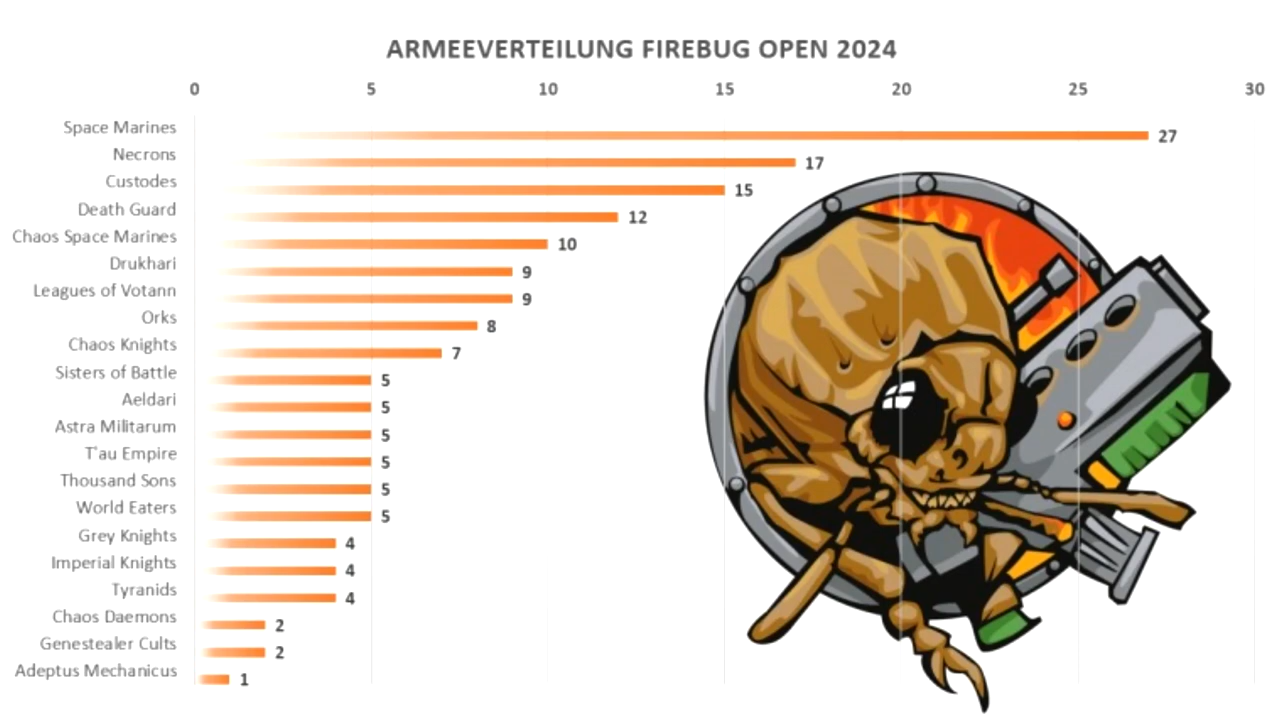 ARMEEVERTEILUNG FIREBUG OPEN 2024
0 5 10 15 20 25 30
Space Marines 27
Necrons 17
Custodes 15
Death Guard 12
Chaos Space Marines 10
Drukhari 9
Leagues of Votann 9
Orks 8
Chaos Knights 7
Sisters of Battle 5
Aeldari 5
Astra Militarum 5
T'au Empire 5
Thousand Sons 5
World Eaters 5
Grey Knights 4
Imperial Knights 4
Tyranids 4
Chaos Daemons 2
Genestealer Cults 2
Adeptus Mechanicus 1